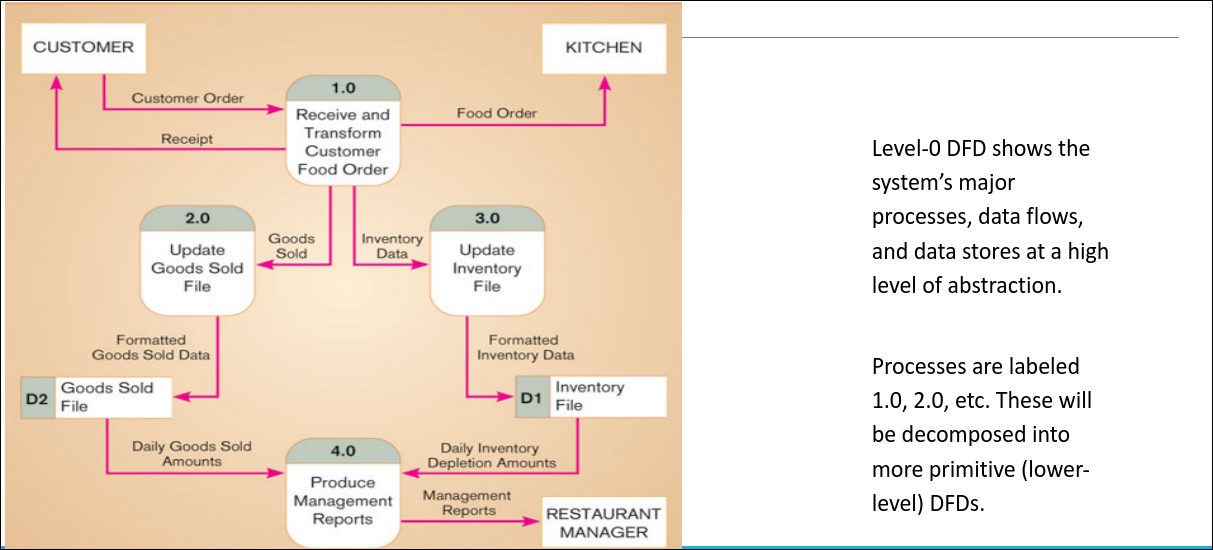 CUSTOMER
KITCHEN
1.0
Receive and
Transform
Customer
Food Order
Customer Order
Receipt
Food Order
2.0
Update
Goods Sold
File
Goods
Sold
Inventory
Data
3.0
Update
Inventory
File
Formatted
Goods Sold Data
Formatted
Inventory Data
D2
Goods Sold
File
D1
Inventory
File
Daily Goods Sold
Amounts
4.0
Produce
Management
Reports
Daily Inventory
Depletion Amounts
Management
Reports
RESTAURANT
MANAGER
Level-0 DFD shows the
system’s major
processes, data flows,
and data stores at a high
level of abstraction.
Processes are labeled
1.0, 2.0, etc. These will
be decomposed into
more primitive (lower-
level) DFDs.